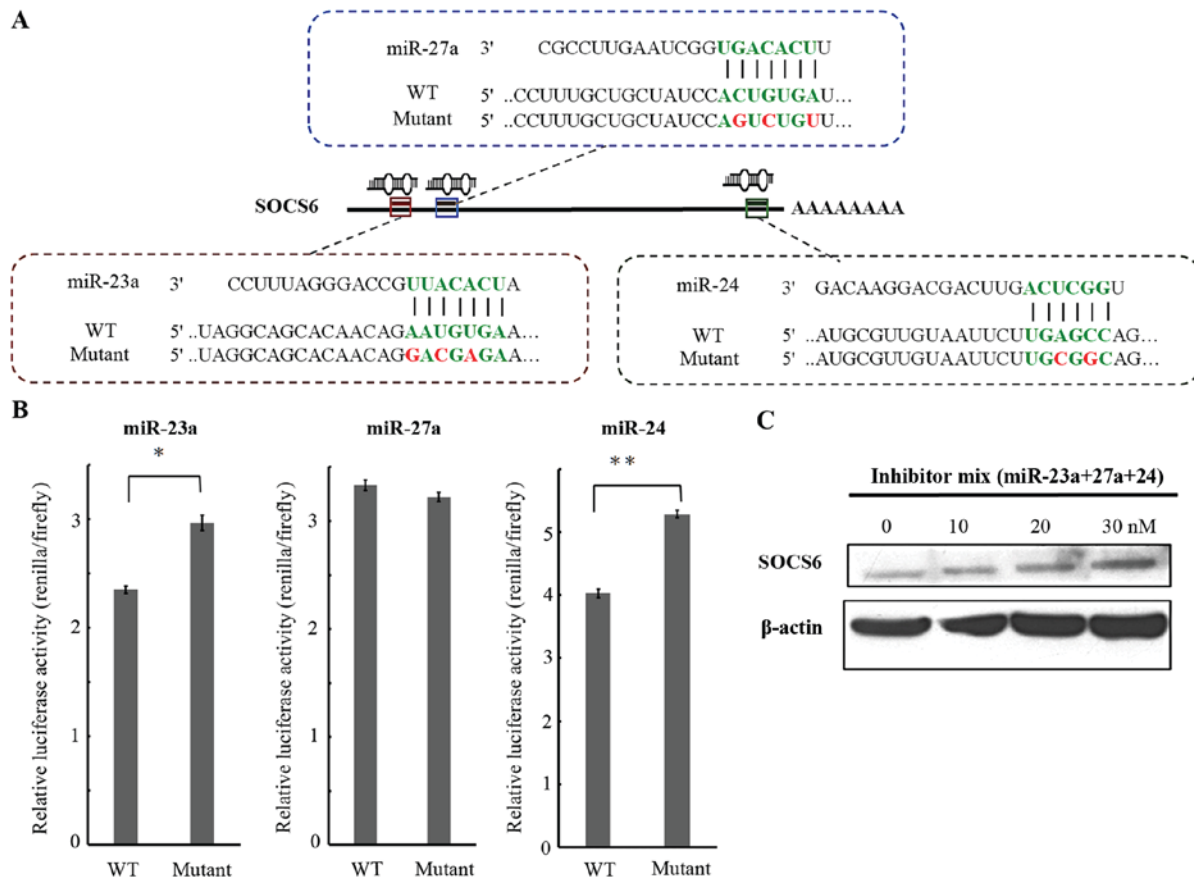 A
miR-27a 3' CGCCUUGAAUCGGUGACACUU
WT 5' ..CCUUUGCUGCUAUCCACUGUGAU...
Mutant 5' ..CCUUUGCUGCUAUCCAGUCUGUU...
SOCS6 AAAAAAAA
miR-23a 3' CCUUUAGGGACCGUUACACUA
WT 5' ..UAGGCAGCACAACAGAAUGUGAA...
Mutant 5' ..UAGGCAGCACAACAGGACGAGAA...
miR-24 3' GACAAGGACGACUUGACUCGGU
WT 5' ..AUGCGUUGUAAUUCUUGAGCCAG...
Mutant 5' ..AUGCGUUGUAAUUCUUGCGGCAG...
B
miR-23a
*
Relative luciferase activity (renilla/firefly)
3
2
1
0
WT Mutant
miR-27a
Relative luciferase activity (renilla/firefly)
3
2
1
0
WT Mutant
miR-24
**
Relative luciferase activity (renilla/firefly)
5
4
2
1
0
WT Mutant
C
Inhibitor mix (miR-23a+27a+24)
0 10 20 30 nM
SOCS6
β-actin